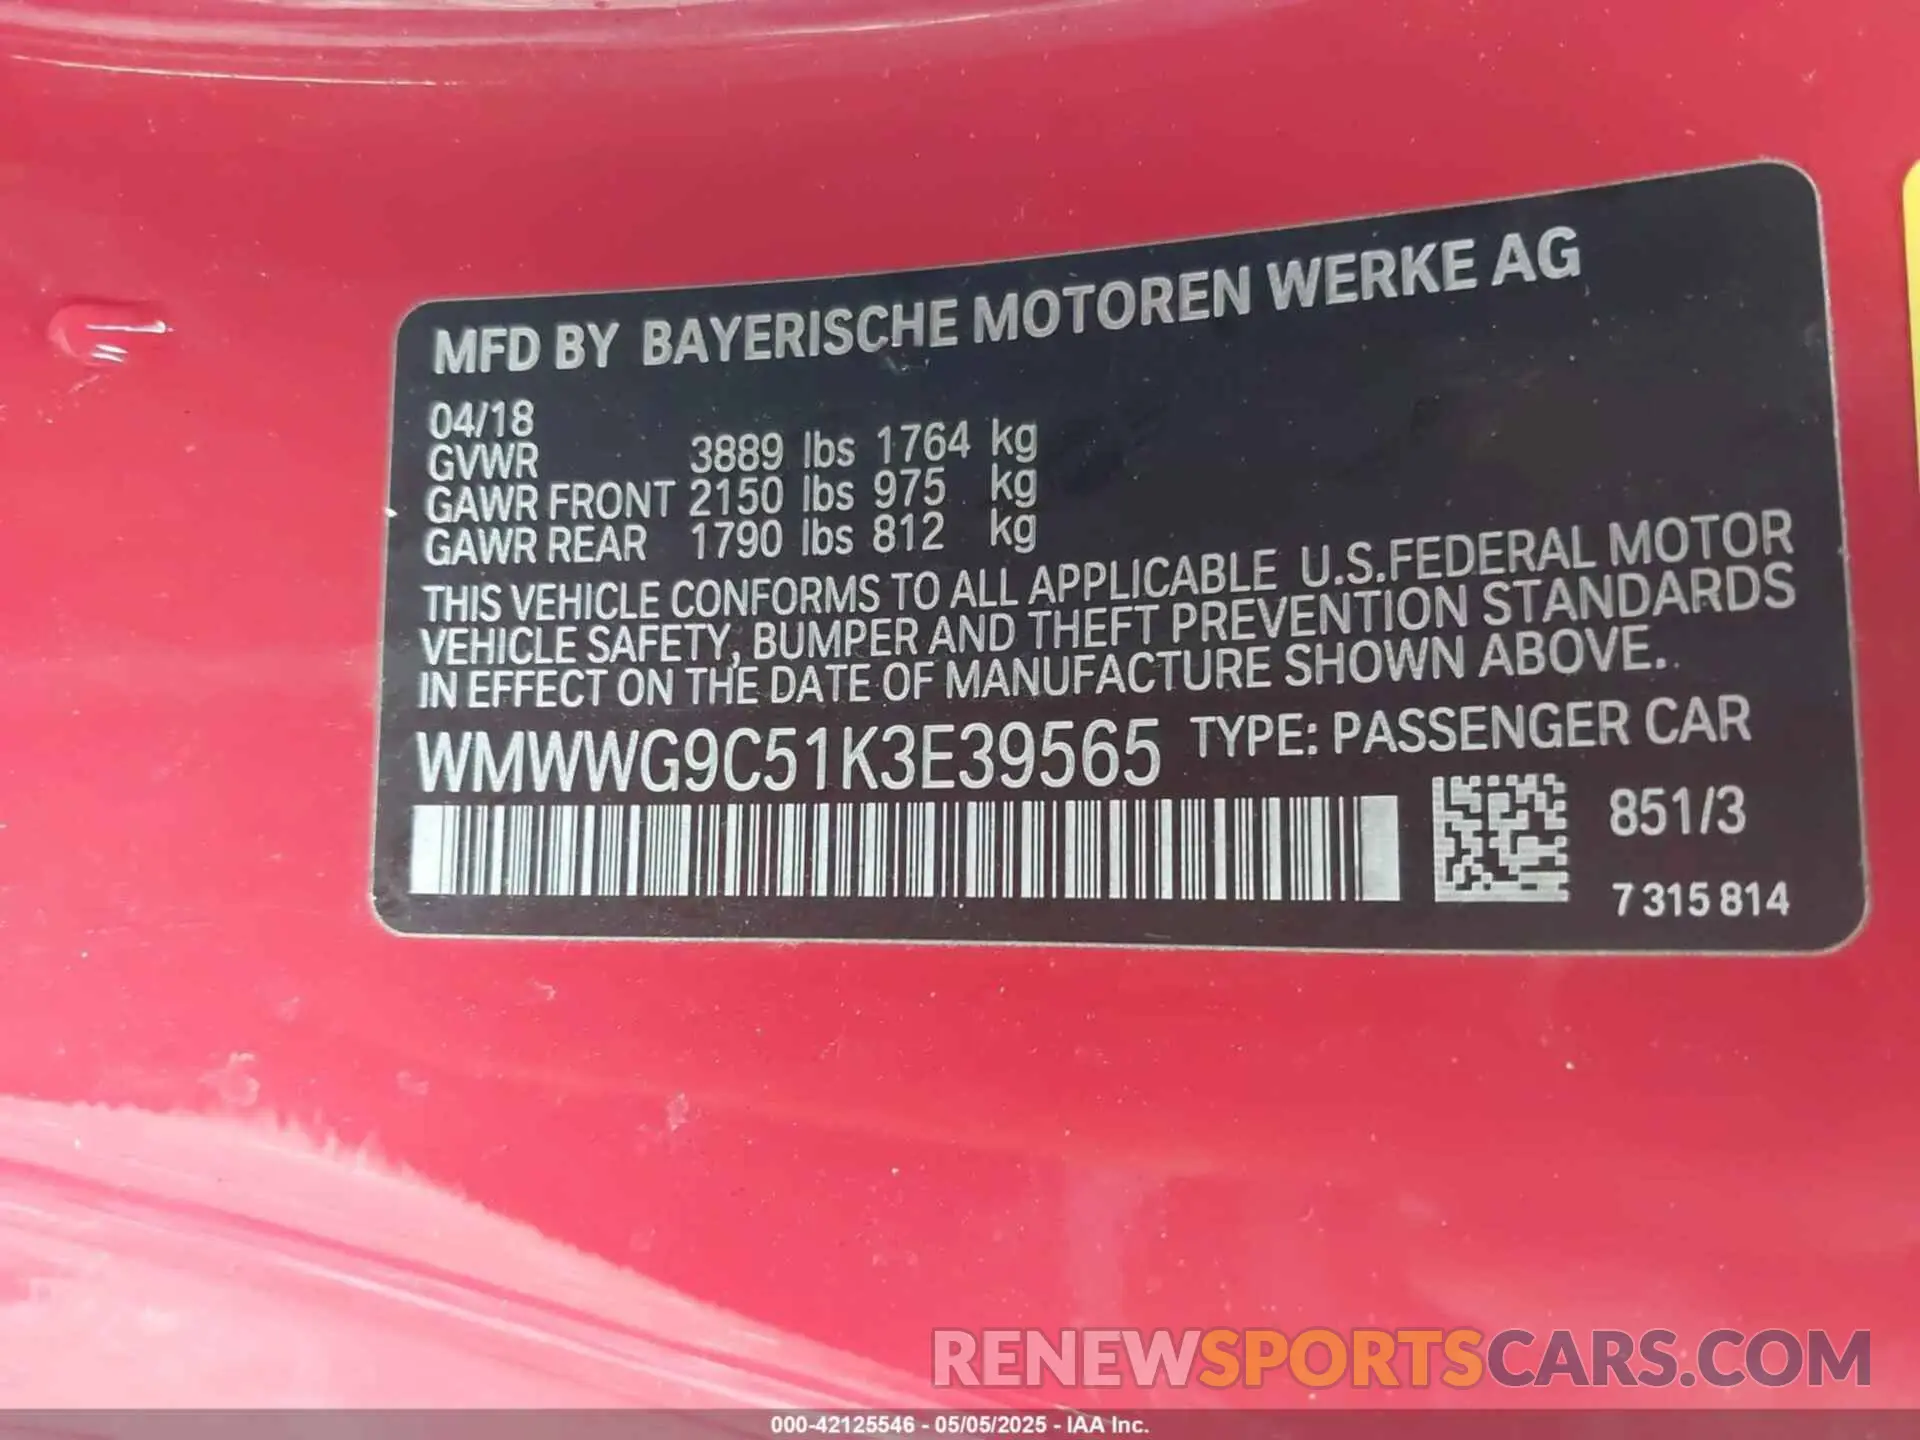 MFD BY BAYERISCHE MOTOREN WERKE AG
04/18
GVWR 3889 lbs 1764 kg
GAWR FRONT 2150 lbs 975 kg
GAWR REAR 1790 lbs 812 kg
THIS VEHICLE CONFORMS TO ALL APPLICABLE U.S.FEDERAL MOTOR
VEHICLE SAFETY, BUMPER AND THEFT PREVENTION STANDARDS
IN EFFECT ON THE DATE OF MANUFACTURE SHOWN ABOVE.
WMWWG9C51K3E39565 TYPE: PASSENGER CAR
851/3
7 315 814
RENEWSPORTSCARS.COM
000-42125546 - 05/05/2025 - IAA Inc.